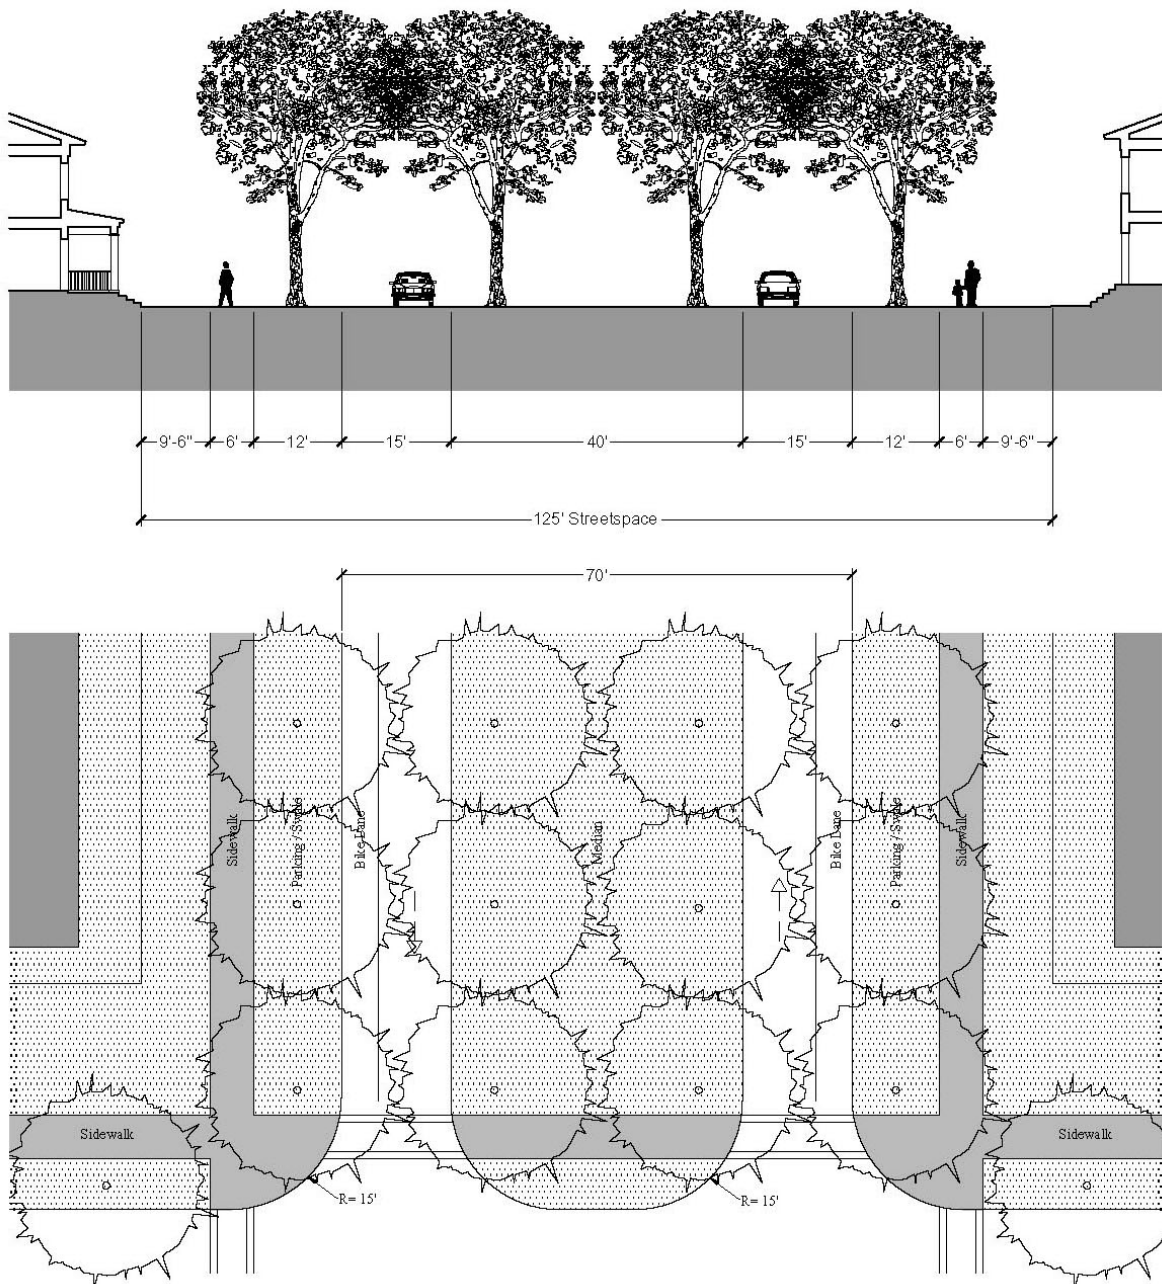 9'-6" 6' 12' 15' 40' 15' 12' 6' 9'-6"
125' Streetspace
70'
Sidewalk
Parking / Swale
Bike Lane
Median
Bike Lane
Parking / Swale
Sidewalk
Sidewalk
Sidewalk
R= 15'
R= 15'